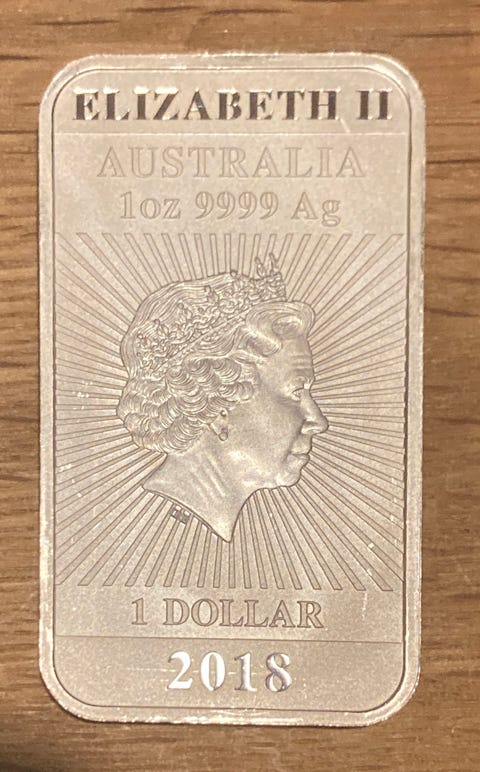 ELIZABETH II
AUSTRALIA
1oz 9999 Ag
1 DOLLAR
2018